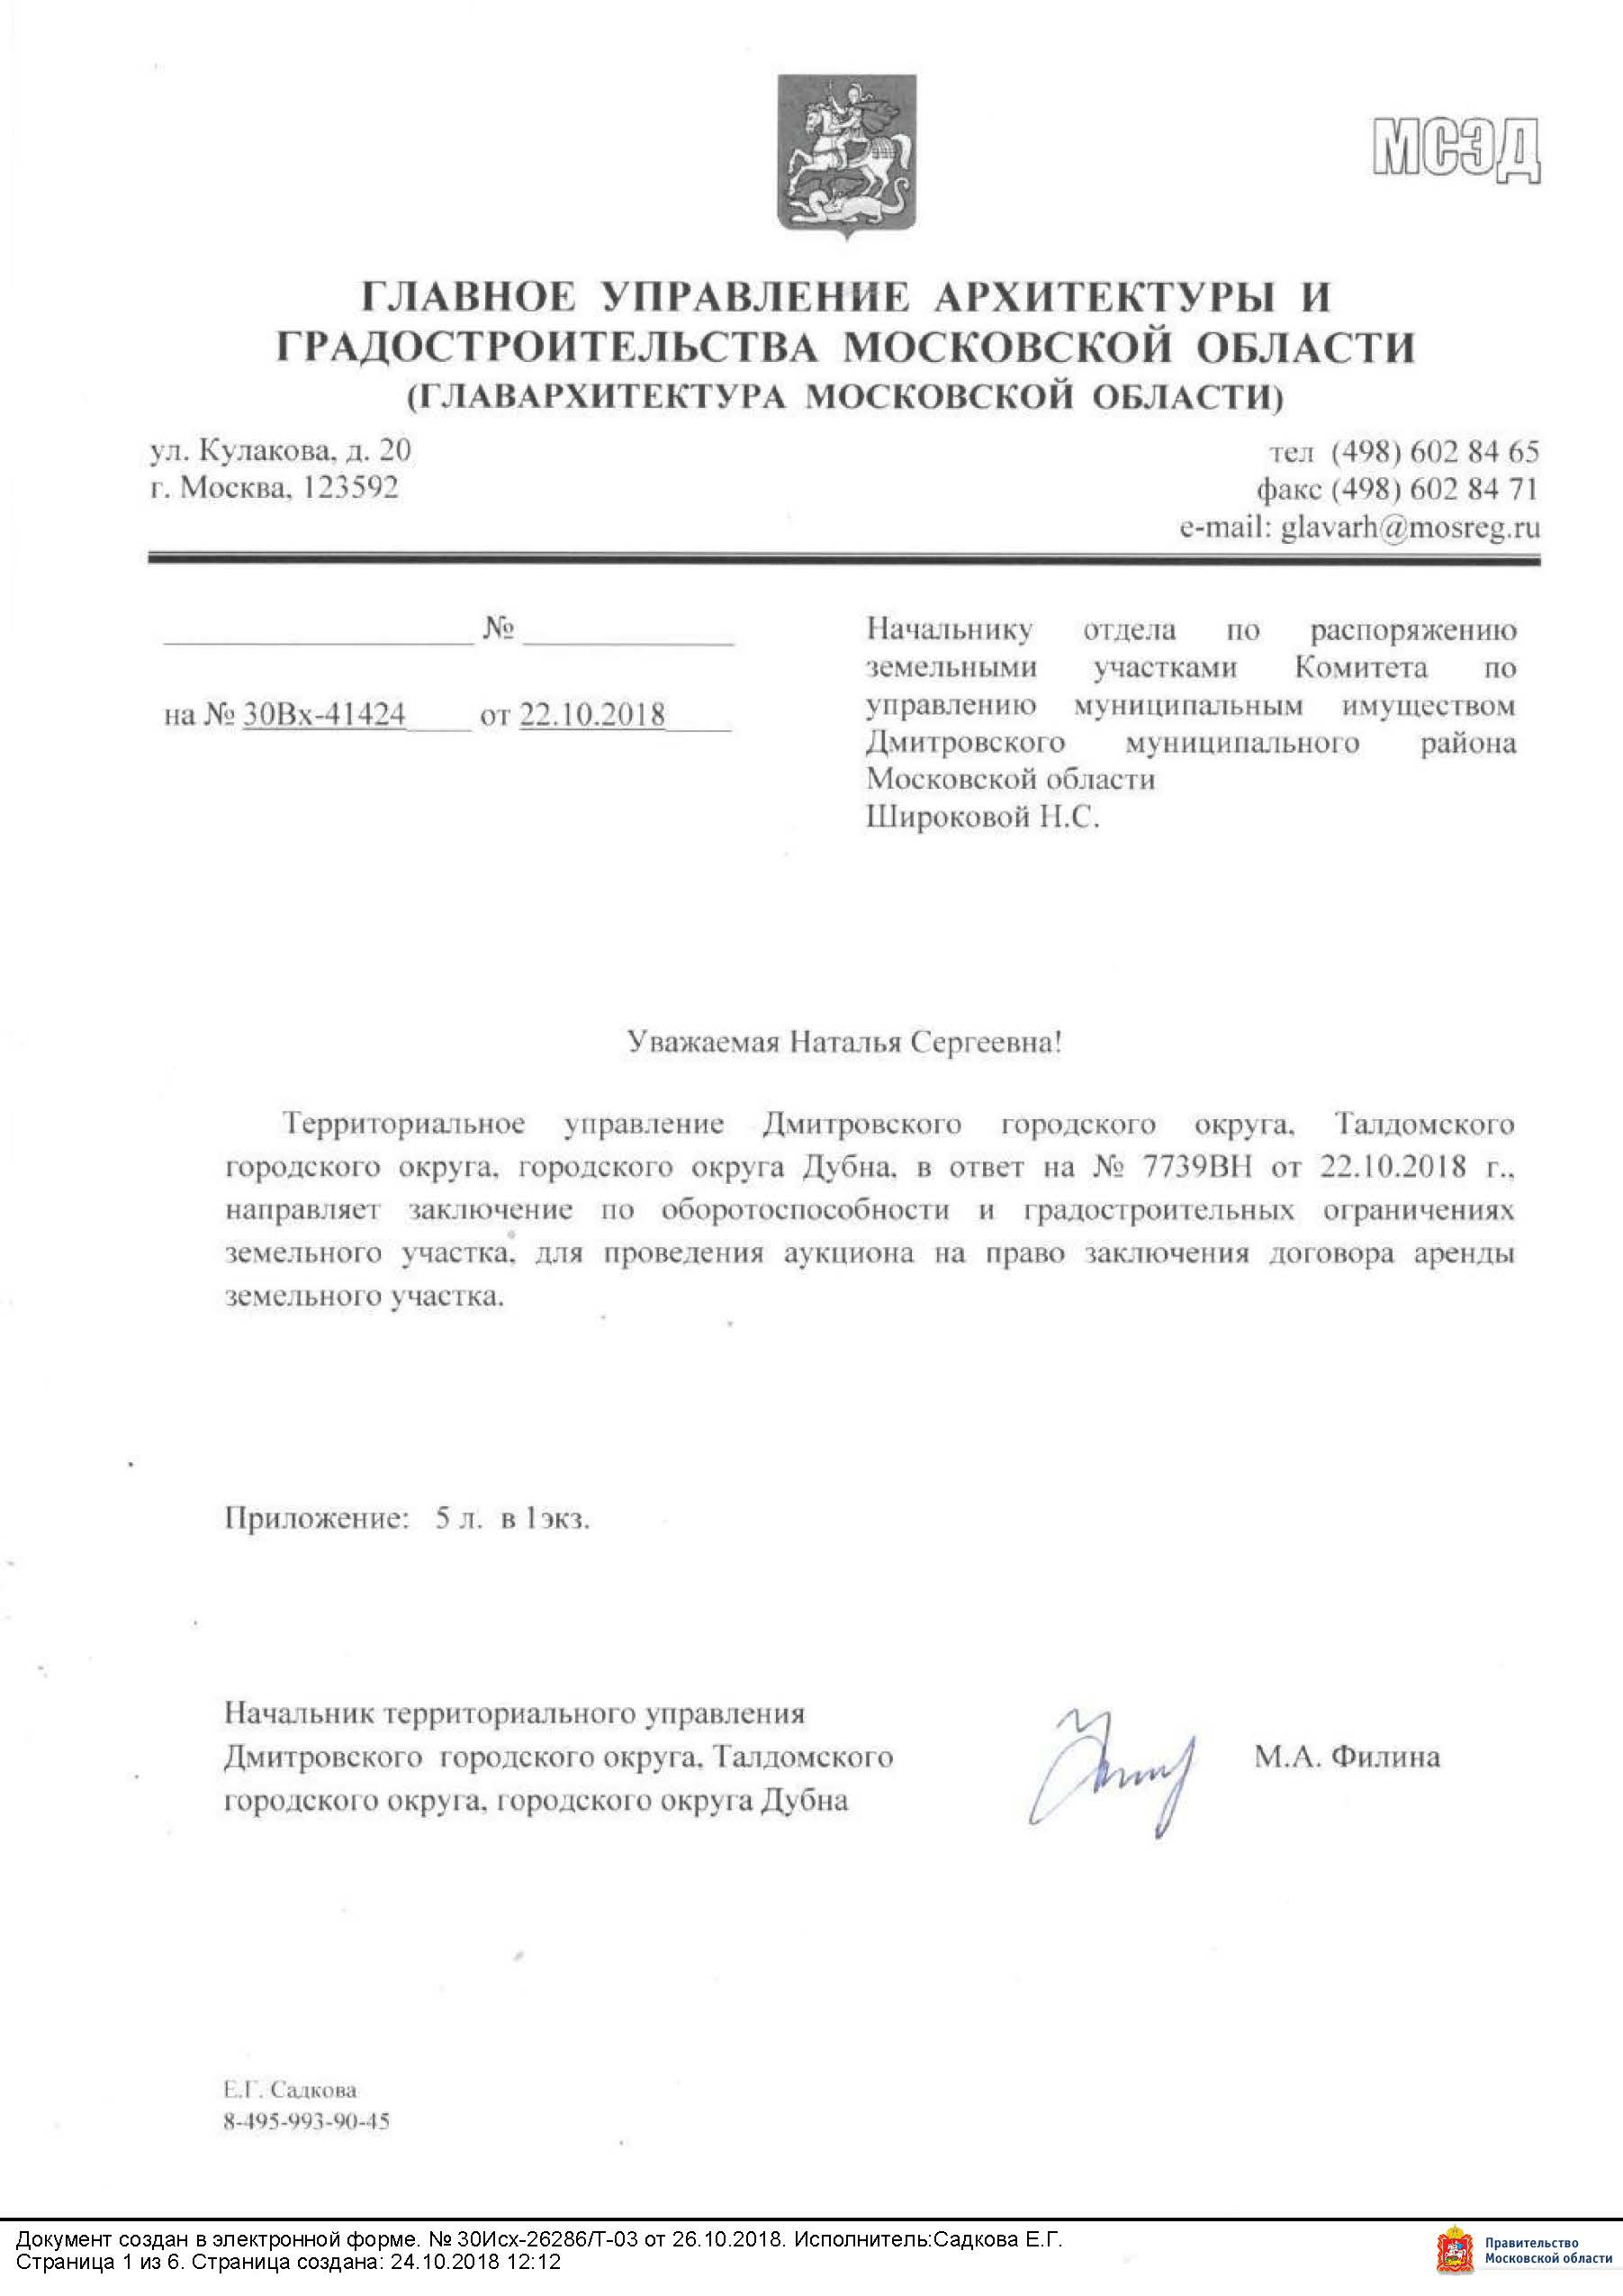 МСЭД
ГЛАВНОЕ УПРАВЛЕНИЕ АРХИТЕКТУРЫ И
ГРАДОСТРОИТЕЛЬСТВА МОСКОВСКОЙ ОБЛАСТИ
(ГЛАВАРХИТЕКТУРА МОСКОВСКОЙ ОБЛАСТИ)
ул. Кулакова, д. 20
г. Москва, 123592
тел (498) 602 84 65
факс (498) 602 84 71
e-mail: glavarh@mosreg.ru
№
на № 30Вх-41424 от 22.10.2018
Начальнику отдела по распоряжению
земельными участками Комитета по
управлению муниципальным имуществом
Дмитровского муниципального района
Московской области
Широковой Н.С.
Уважаемая Наталья Сергеевна!
Территориальное управление Дмитровского городского округа, Талдомского
городского округа, городского округа Дубна, в ответ на № 7739ВН от 22.10.2018 г.,
направляет заключение по оборотоспособности и градостроительных ограничениях
земельного участка, для проведения аукциона на право заключения договора аренды
земельного участка.
Приложение: 5 л. в 1экз.
Начальник территориального управления
Дмитровского городского округа, Талдомского
городского округа, городского округа Дубна
М.А. Филина
Е.Г. Садкова
8-495-993-90-45
Документ создан в электронной форме. № 30Исх-26286/Т-03 от 26.10.2018. Исполнитель:Садкова Е.Г.
Страница 1 из 6. Страница создана: 24.10.2018 12:12
Правительство
Московской области